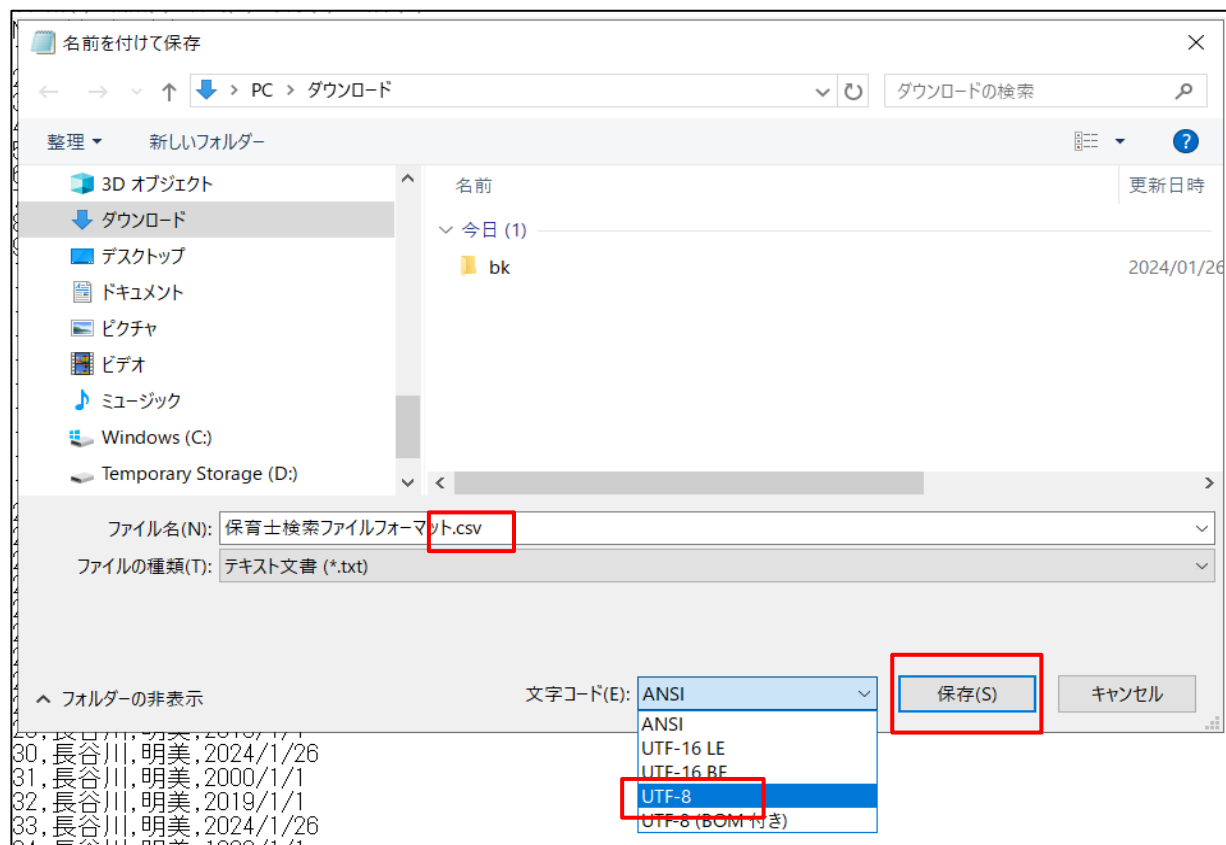 名前を付けて保存
PC > ダウンロード
ダウンロードの検索
整理
新しいフォルダー
3D オブジェクト
ダウンロード
デスクトップ
ドキュメント
ピクチャ
ビデオ
ミュージック
Windows (C:)
Temporary Storage (D:)
名前
更新日時
今日 (1)
bk
2024/01/26
ファイル名(N): 保育士検索ファイルフォーマット.csv
ファイルの種類(T): テキスト文書 (*.txt)
フォルダーの非表示
文字コード(E): ANSI
保存(S)
キャンセル
ANSI
UTF-16 LE
UTF-16 BE
UTF-8
UTF-8 (BOM 付き)
30,長谷川,明美,2024/1/26
31,長谷川,明美,2000/1/1
32,長谷川,明美,2019/1/1
33,長谷川,明美,2024/1/26